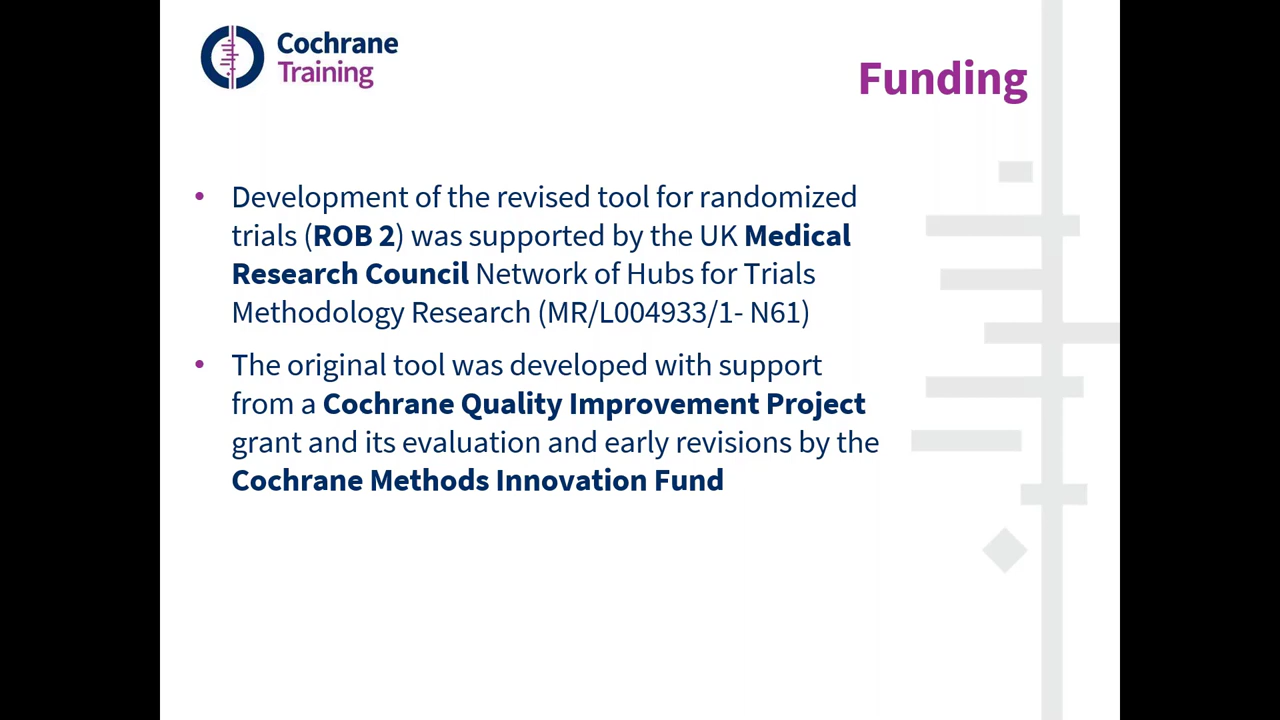 Cochrane
Training
Funding
• Development of the revised tool for randomized
trials (ROB 2) was supported by the UK Medical
Research Council Network of Hubs for Trials
Methodology Research (MR/L004933/1- N61)
• The original tool was developed with support
from a Cochrane Quality Improvement Project
grant and its evaluation and early revisions by the
Cochrane Methods Innovation Fund